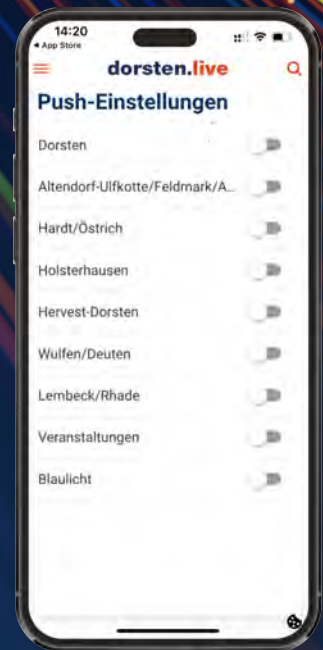 14:20
◀ App Store
dorsten.live
Push-Einstellungen
Dorsten
Altendorf-Ulfkotte/Feldmark/A...
Hardt/Östrich
Holsterhausen
Hervest-Dorsten
Wulfen/Deuten
Lembeck/Rhade
Veranstaltungen
Blaulicht